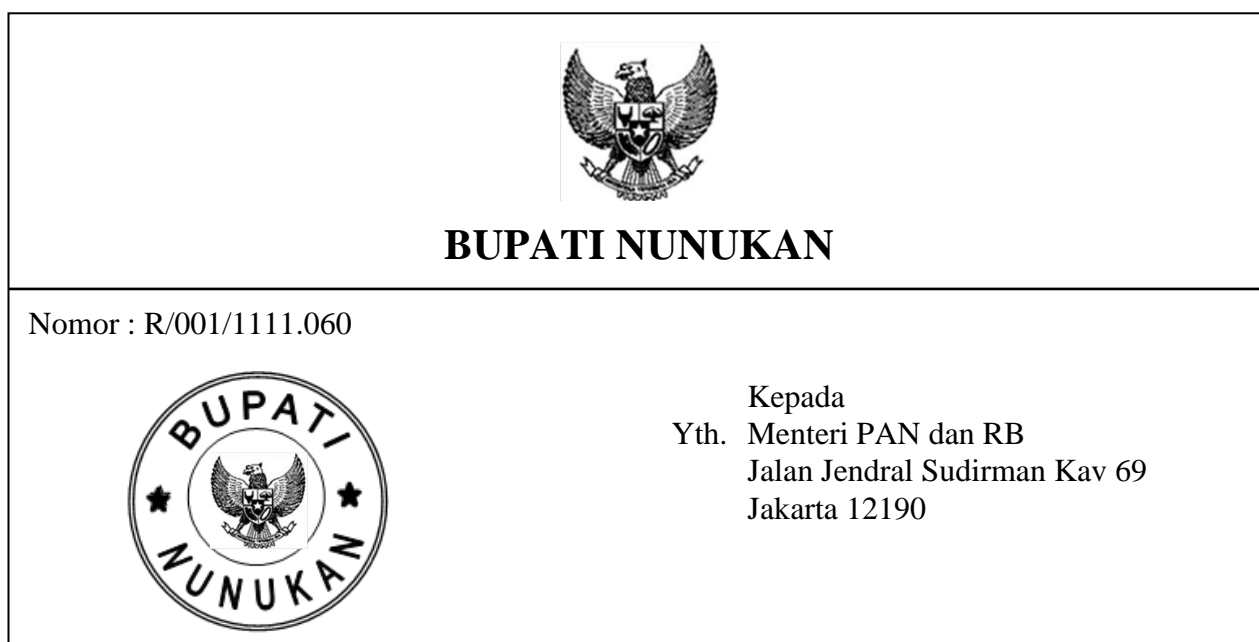 BUPATI NUNUKAN
Nomor : R/001/1111.060
BUPATI
NUNUKAN
Kepada
Yth. Menteri PAN dan RB
Jalan Jendral Sudirman Kav 69
Jakarta 12190